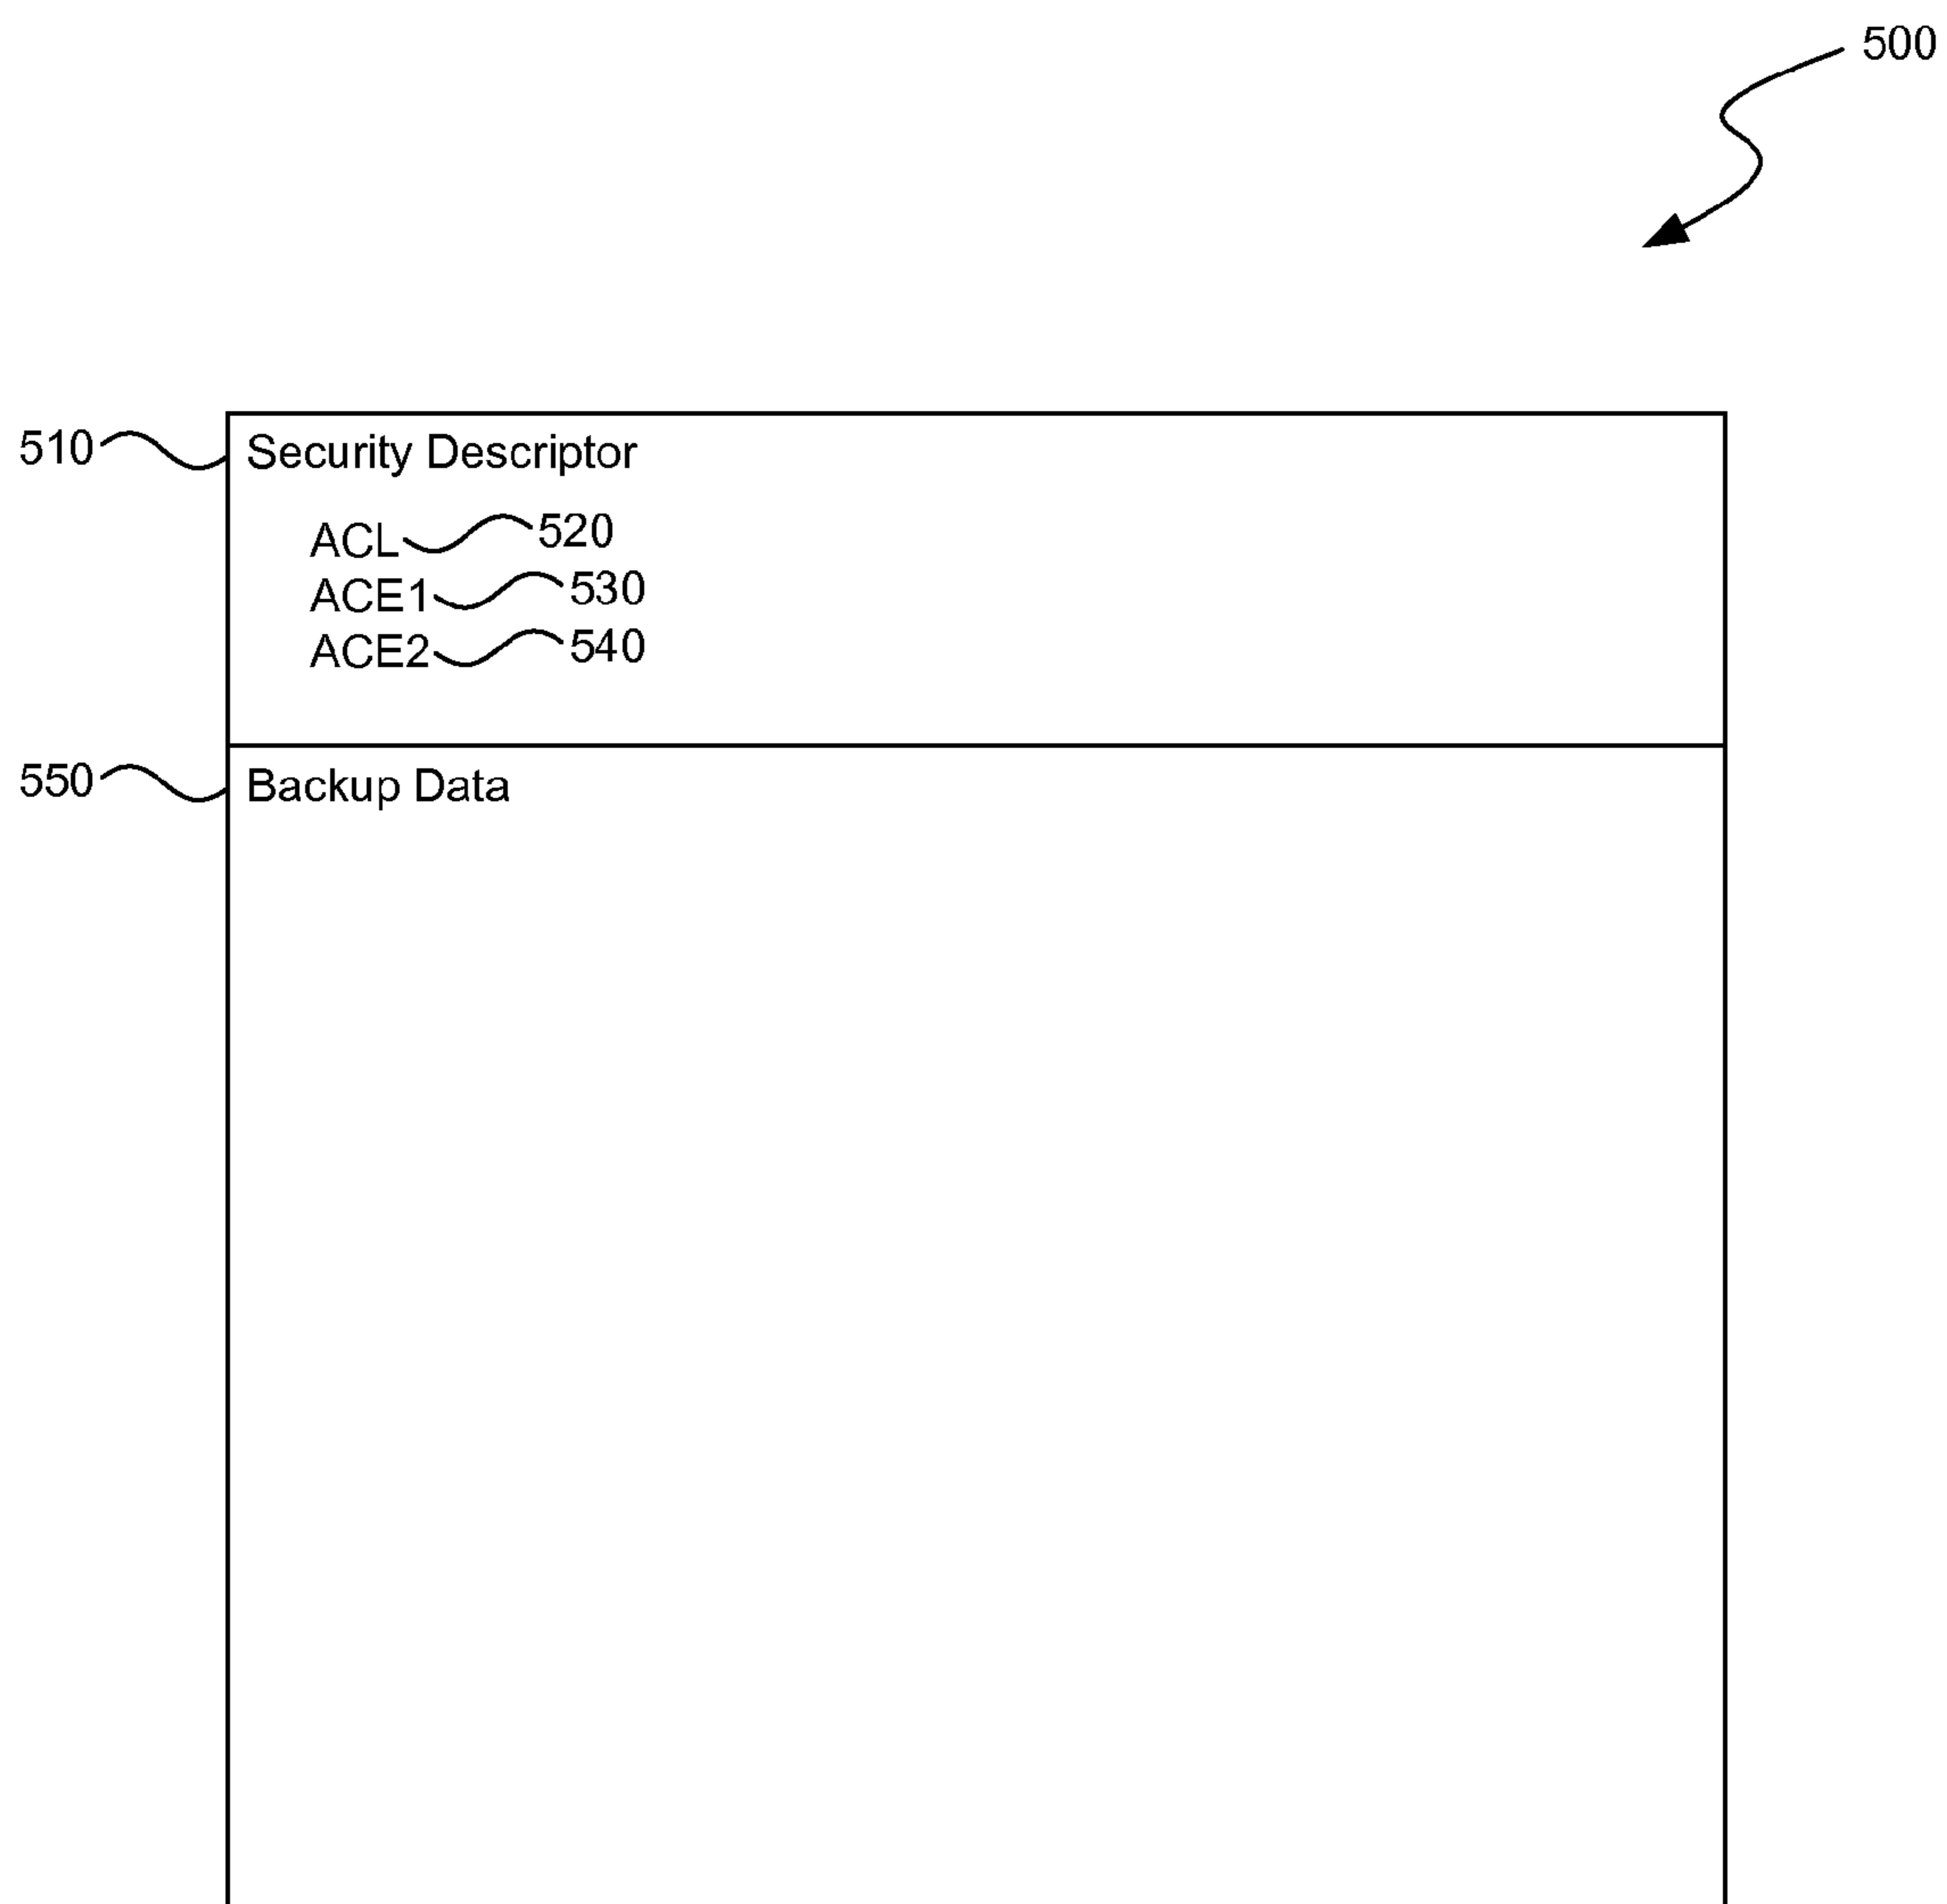 500
510 Security Descriptor
ACL 520
ACE1 530
ACE2 540
550 Backup Data